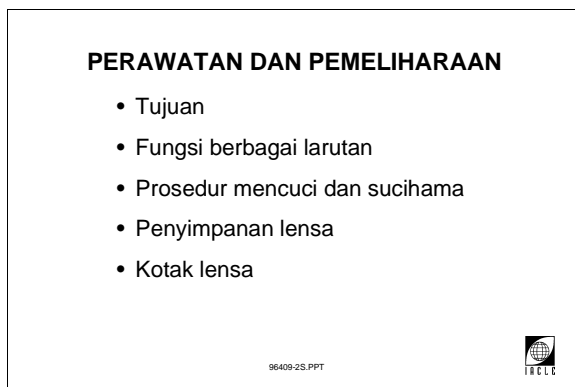 PERAWATAN DAN PEMELIHARAAN
• Tujuan
• Fungsi berbagai larutan
• Prosedur mencuci dan sucihama
• Penyimpanan lensa
• Kotak lensa
96409-2S.PPT
IACLE